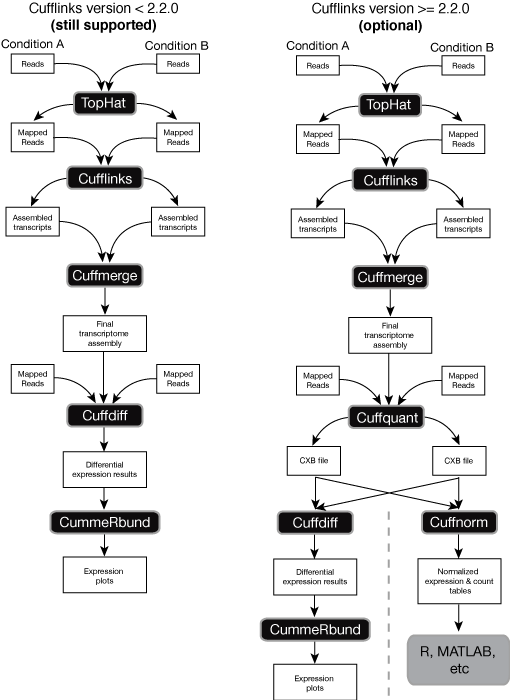 Cufflinks version < 2.2.0
(still supported)
Condition A
Condition B
Reads
Reads
TopHat
Mapped
Reads
Mapped
Reads
Cufflinks
Assembled
transcripts
Assembled
transcripts
Cuffmerge
Final
transcriptome
assembly
Mapped
Reads
Mapped
Reads
Cuffdiff
Differential
expression results
CummeRbund
Expression
plots
Cufflinks version >= 2.2.0
(optional)
Condition A
Condition B
Reads
Reads
TopHat
Mapped
Reads
Mapped
Reads
Cufflinks
Assembled
transcripts
Assembled
transcripts
Cuffmerge
Final
transcriptome
assembly
Mapped
Reads
Mapped
Reads
Cuffquant
CXB file
CXB file
Cuffdiff
Differential
expression results
CummeRbund
Expression
plots
Cuffnorm
Normalized
expression & count
tables
R, MATLAB,
etc